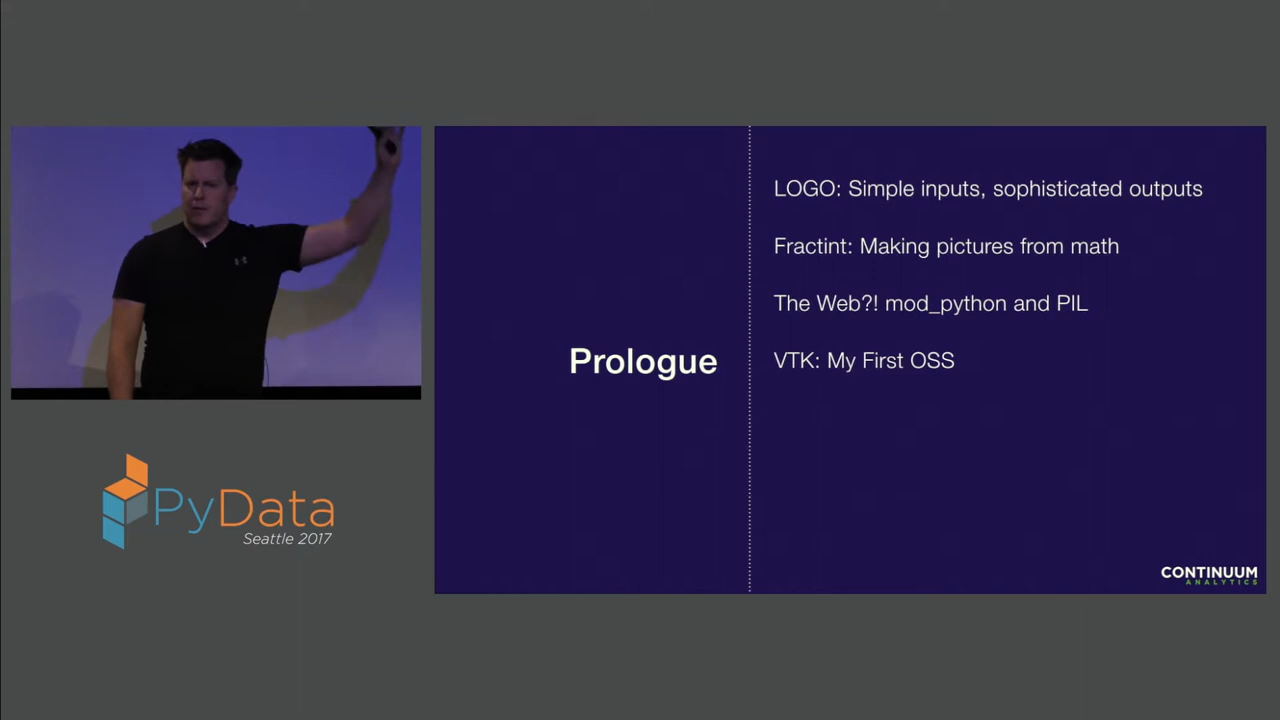 Prologue
LOGO: Simple inputs, sophisticated outputs
Fractint: Making pictures from math
The Web?! mod_python and PIL
VTK: My First OSS
CONTINUUM
ANALYTICS
PyData
Seattle 2017